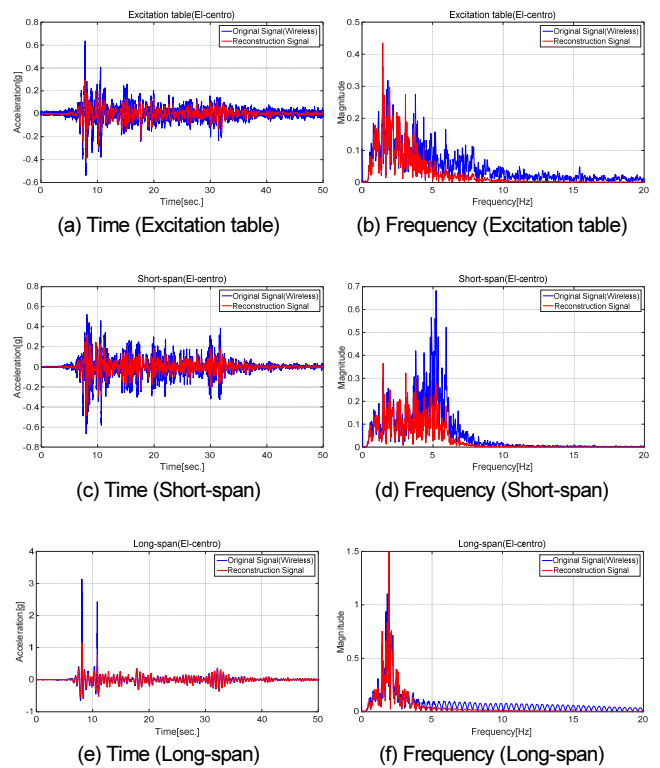 Excitation table(El-centro)
Original Signal(Wireless)
Reconstruction Signal
Acceleration[g]
0.8
0.6
0.4
0.2
0
-0.2
-0.4
-0.6
0 10 20 30 40 50
Time[sec.]
(a) Time (Excitation table)
Excitation table(El-centro)
Original Signal(Wireless)
Reconstruction Signal
Magnitude
0.5
0.4
0.3
0.2
0.1
0
0 5 10 15 20
Frequency[Hz]
(b) Frequency (Excitation table)
Short-span(El-centro)
Original Signal(Wireless)
Reconstruction Signal
Acceleration[g]
0.8
0.6
0.4
0.2
0
-0.2
-0.4
-0.6
-0.8
0 10 20 30 40 50
Time[sec.]
(c) Time (Short-span)
Short-span(El-centro)
Original Signal(Wireless)
Reconstruction Signal
Magnitude
0.7
0.6
0.5
0.4
0.3
0.2
0.1
0
0 5 10 15 20
Frequency[Hz]
(d) Frequency (Short-span)
Long-span(El-centro)
Original Signal(Wireless)
Reconstruction Signal
Acceleration[g]
4
3
2
1
0
-1
0 10 20 30 40 50
Time[sec.]
(e) Time (Long-span)
Long-span(El-centro)
Original Signal(Wireless)
Reconstruction Signal
Magnitude
1.5
1
0.5
0
0 5 10 15 20
Frequency[Hz]
(f) Frequency (Long-span)